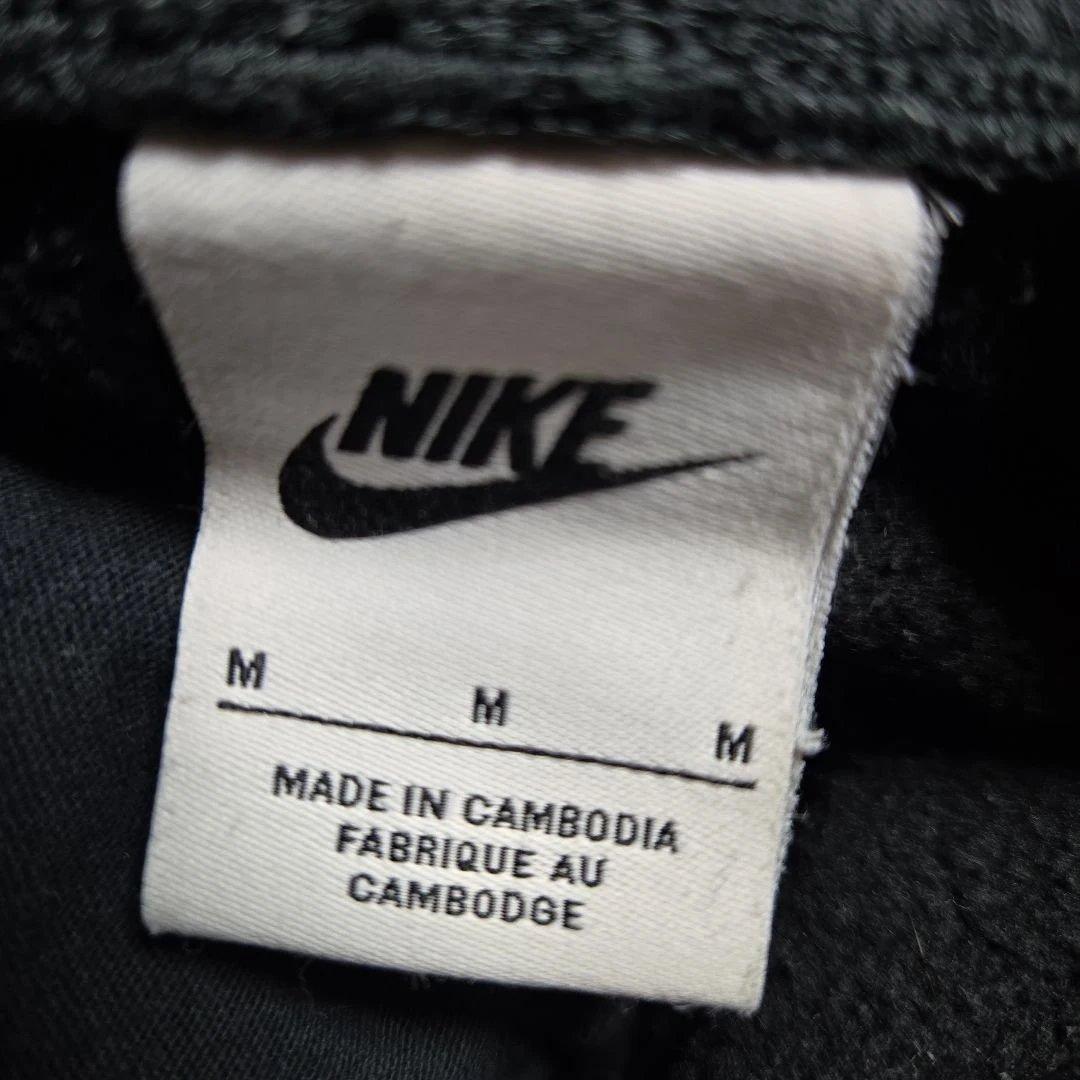 NIKE
M M M
MADE IN CAMBODIA
FABRIQUE AU
CAMBODGE